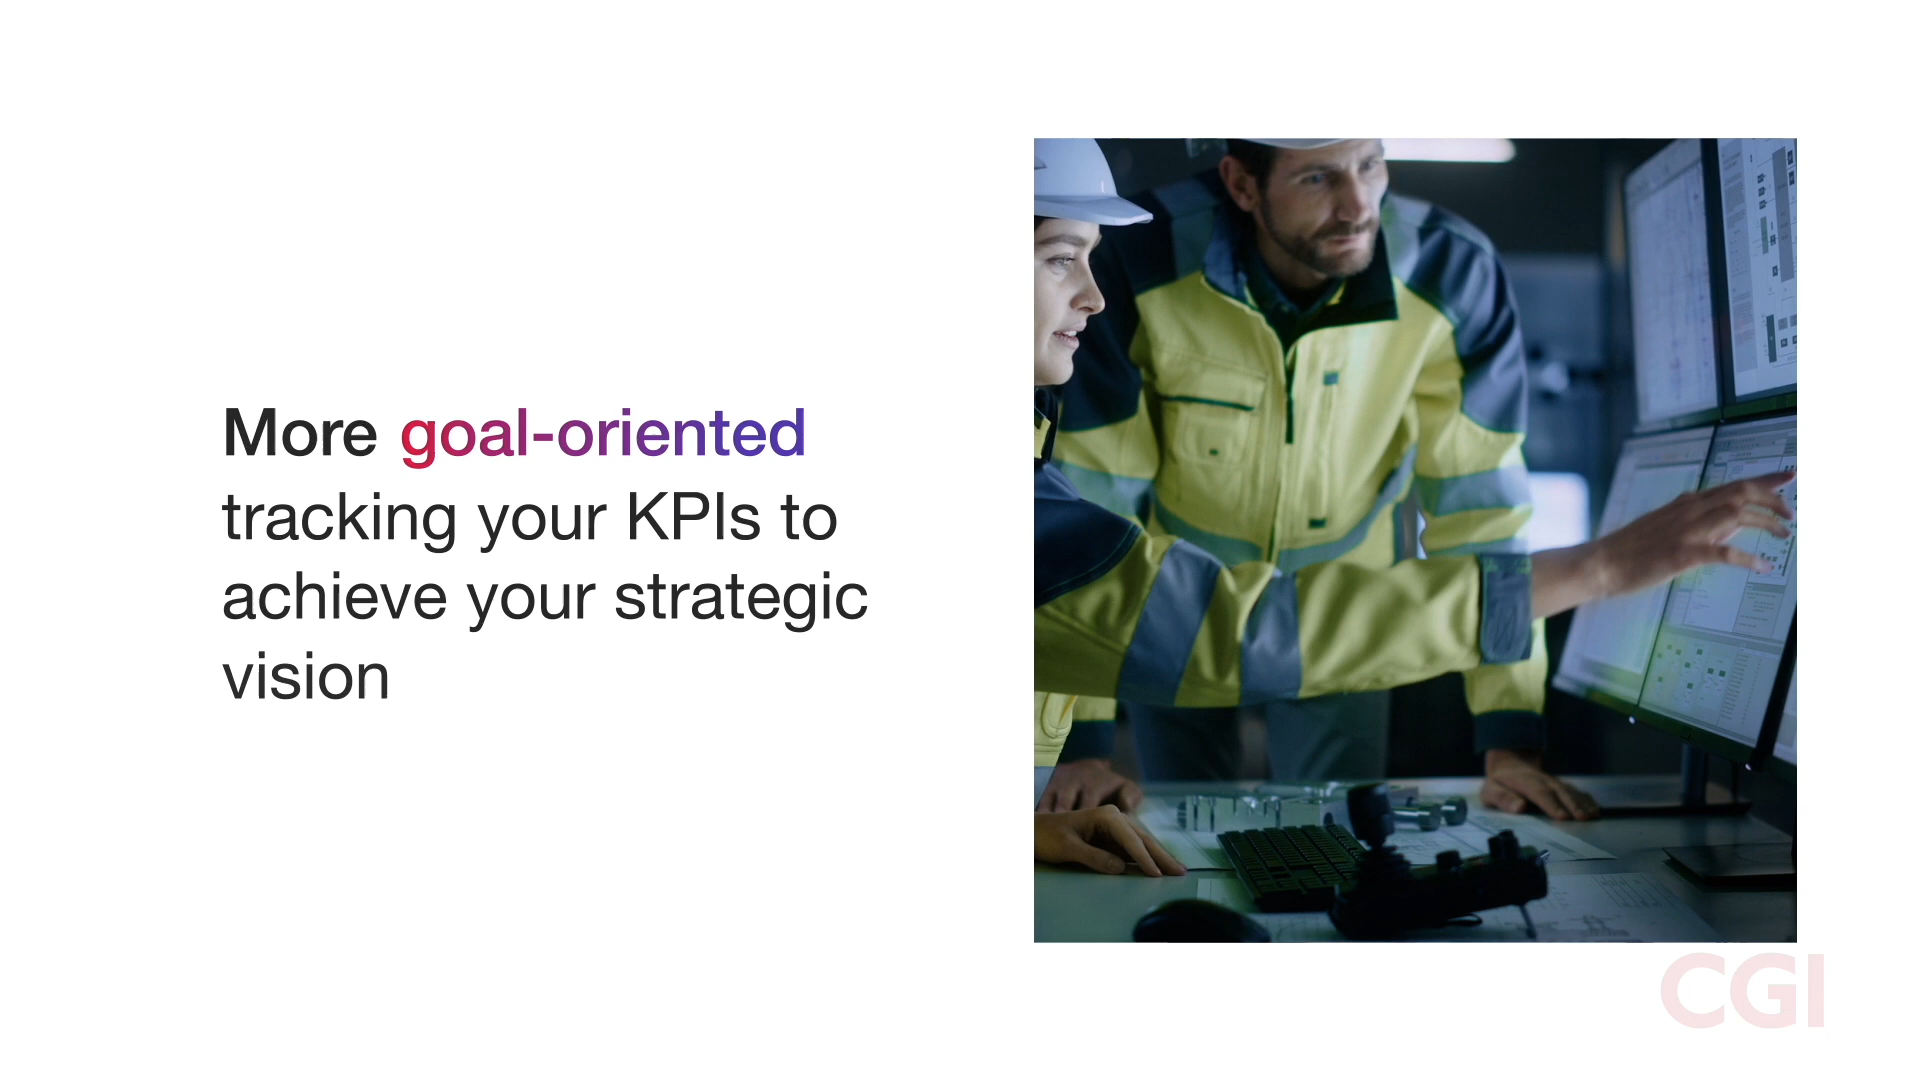 More goal-oriented
tracking your KPIs to
achieve your strategic
vision
CGI